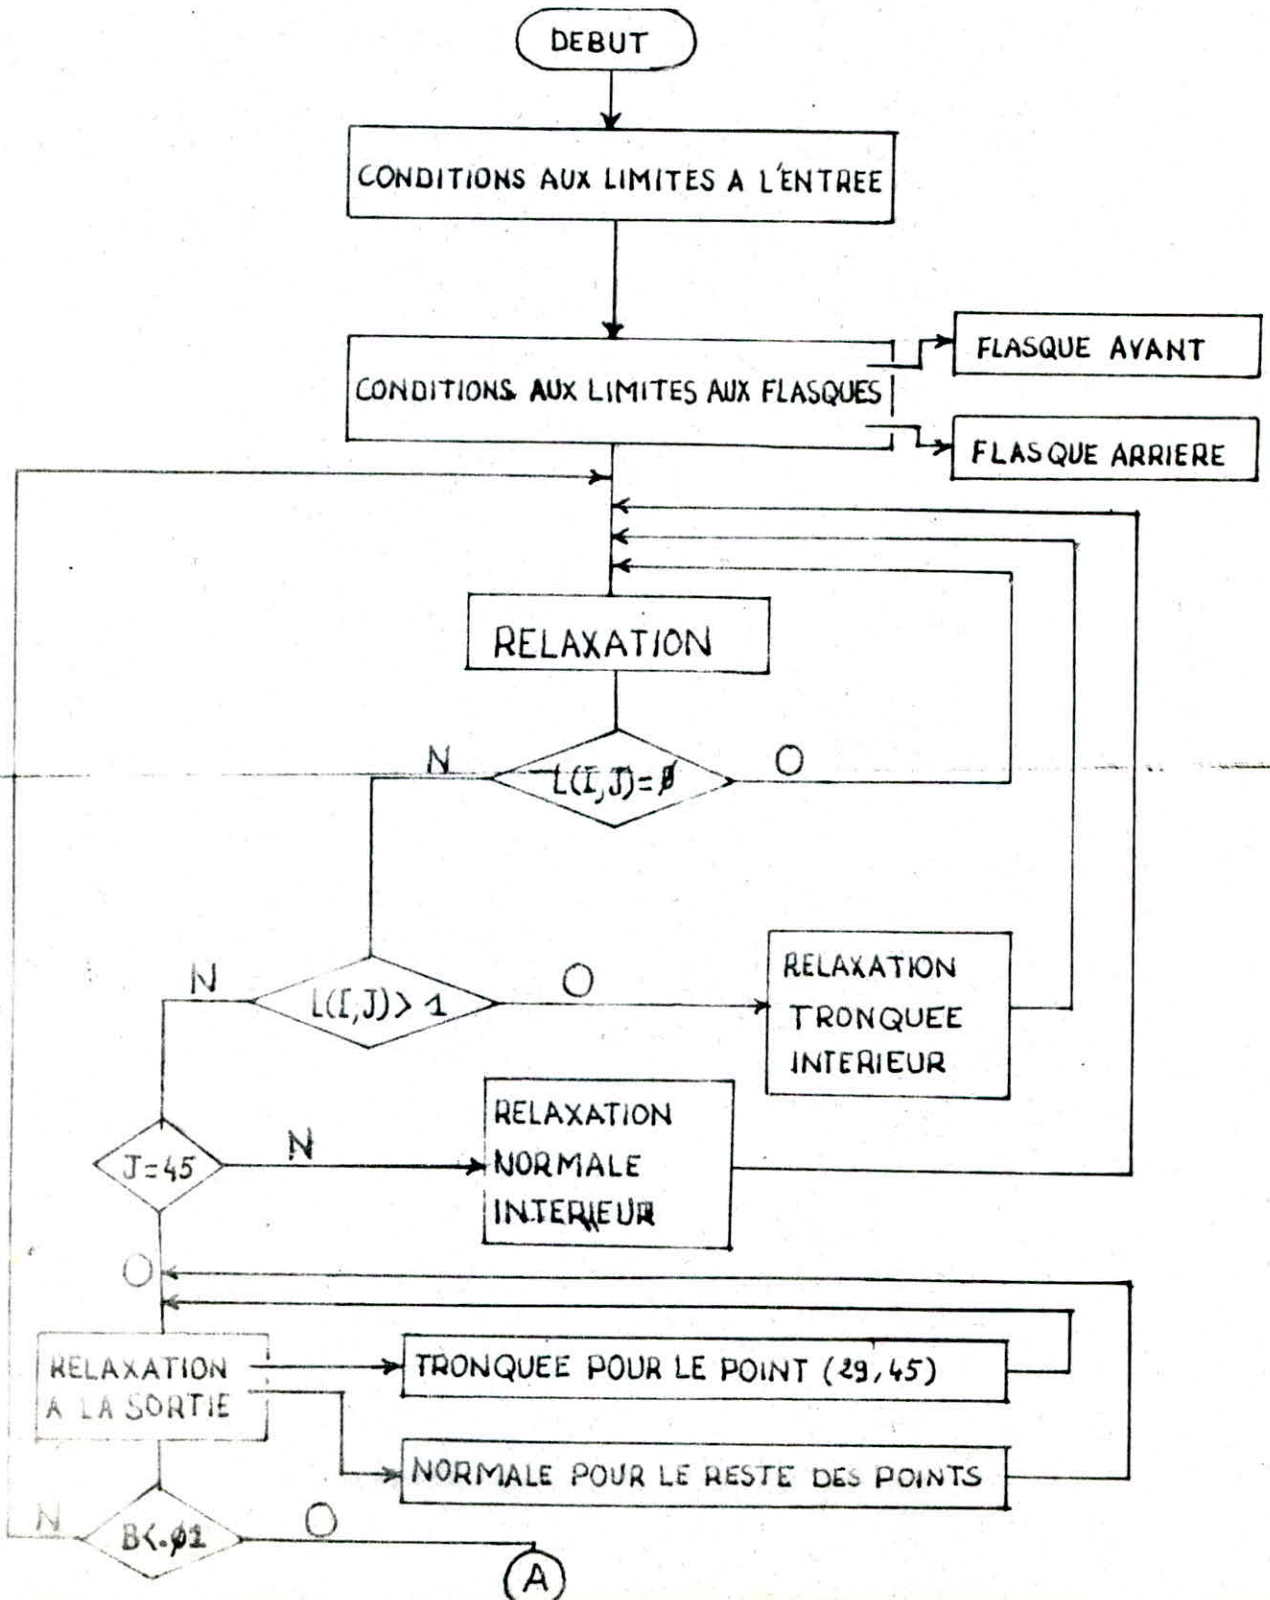 DEBUT
CONDITIONS AUX LIMITES A L'ENTREE
FLASQUE AVANT
CONDITIONS AUX LIMITES AUX FLASQUES
FLASQUE ARRIERE
RELAXATION
N
L(I,J)=Ø
O
N
L(I,J)>1
O
RELAXATION
TRONQUEE
INTERIEUR
J=45
N
RELAXATION
NORMALE
INTERIEUR
O
RELAXATION
A LA SORTIE
TRONQUEE POUR LE POINT (29,45)
NORMALE POUR LE RESTE DES POINTS
N
B<.Ø1
O
A